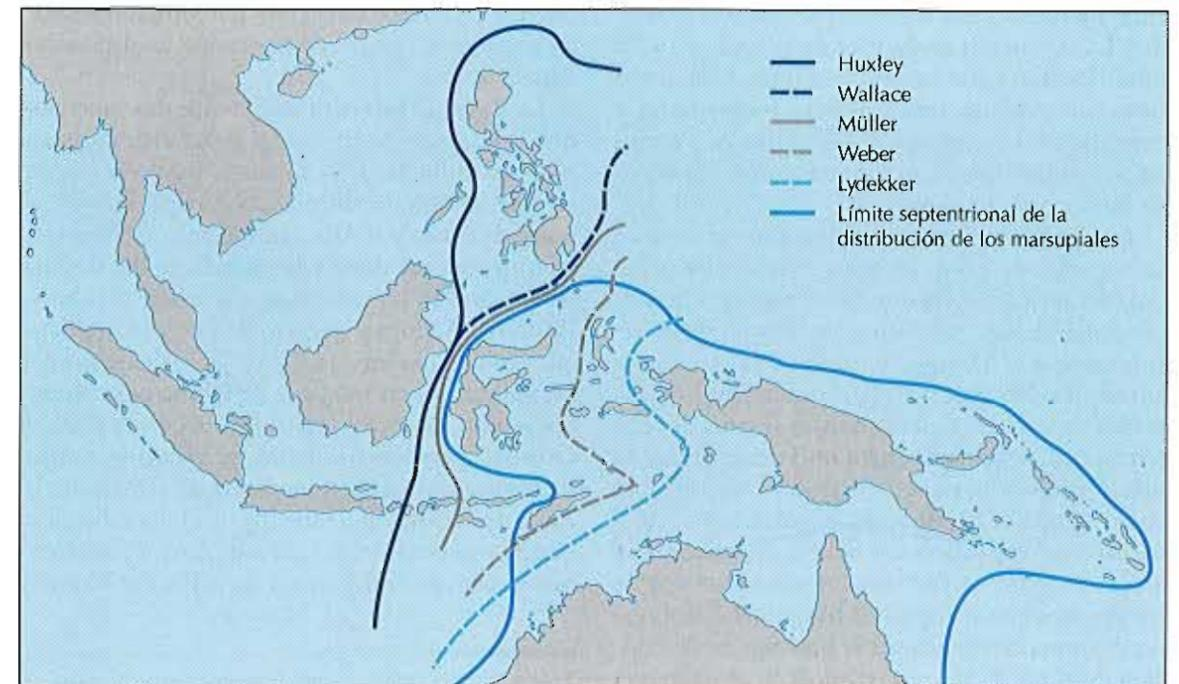 Huxley
Wallace
Müller
Weber
Lydekker
Límite septentrional de la
distribución de los marsupiales